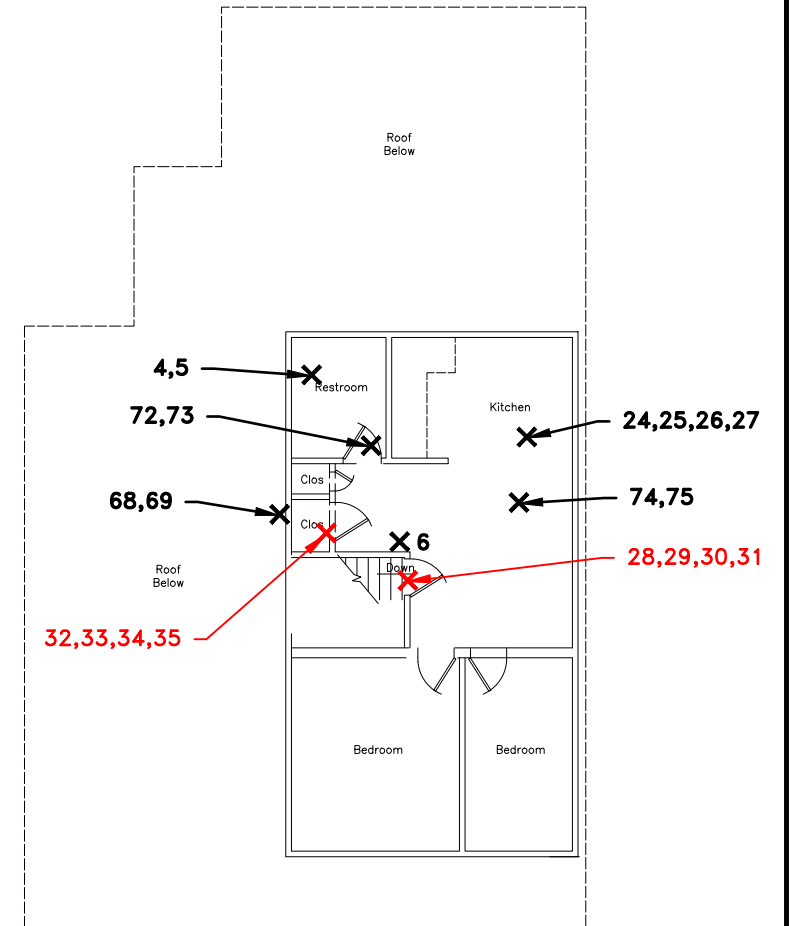 Roof
Below
4,5
Restroom
72,73
Kitchen
24,25,26,27
Clos
68,69
74,75
Clos
6
28,29,30,31
Down
Roof
Below
32,33,34,35
Bedroom
Bedroom